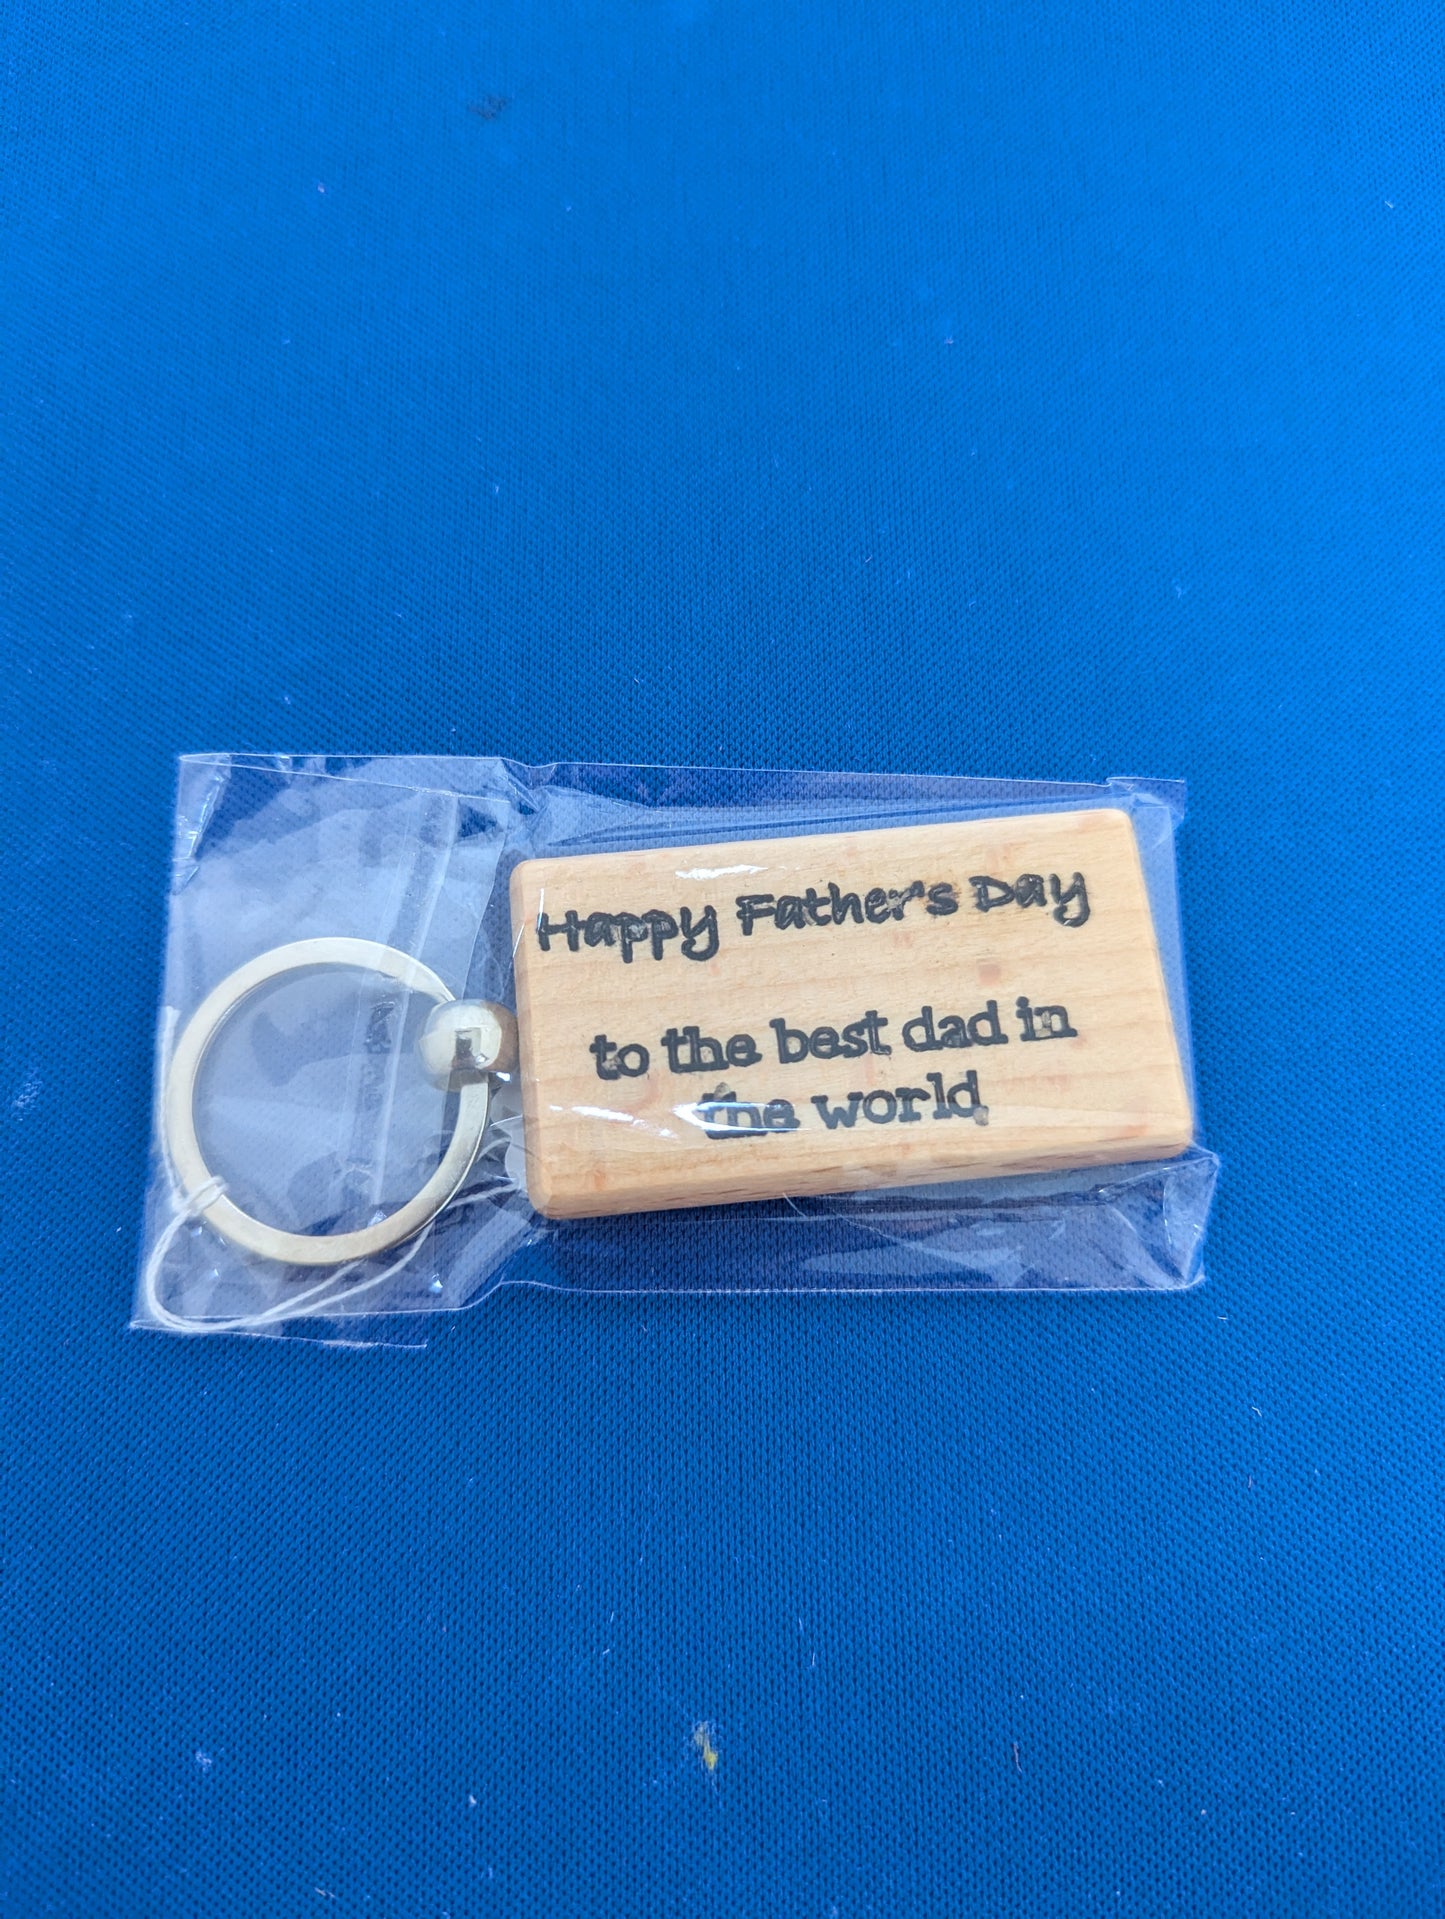 Happy Father's Day
to the best dad in
the world